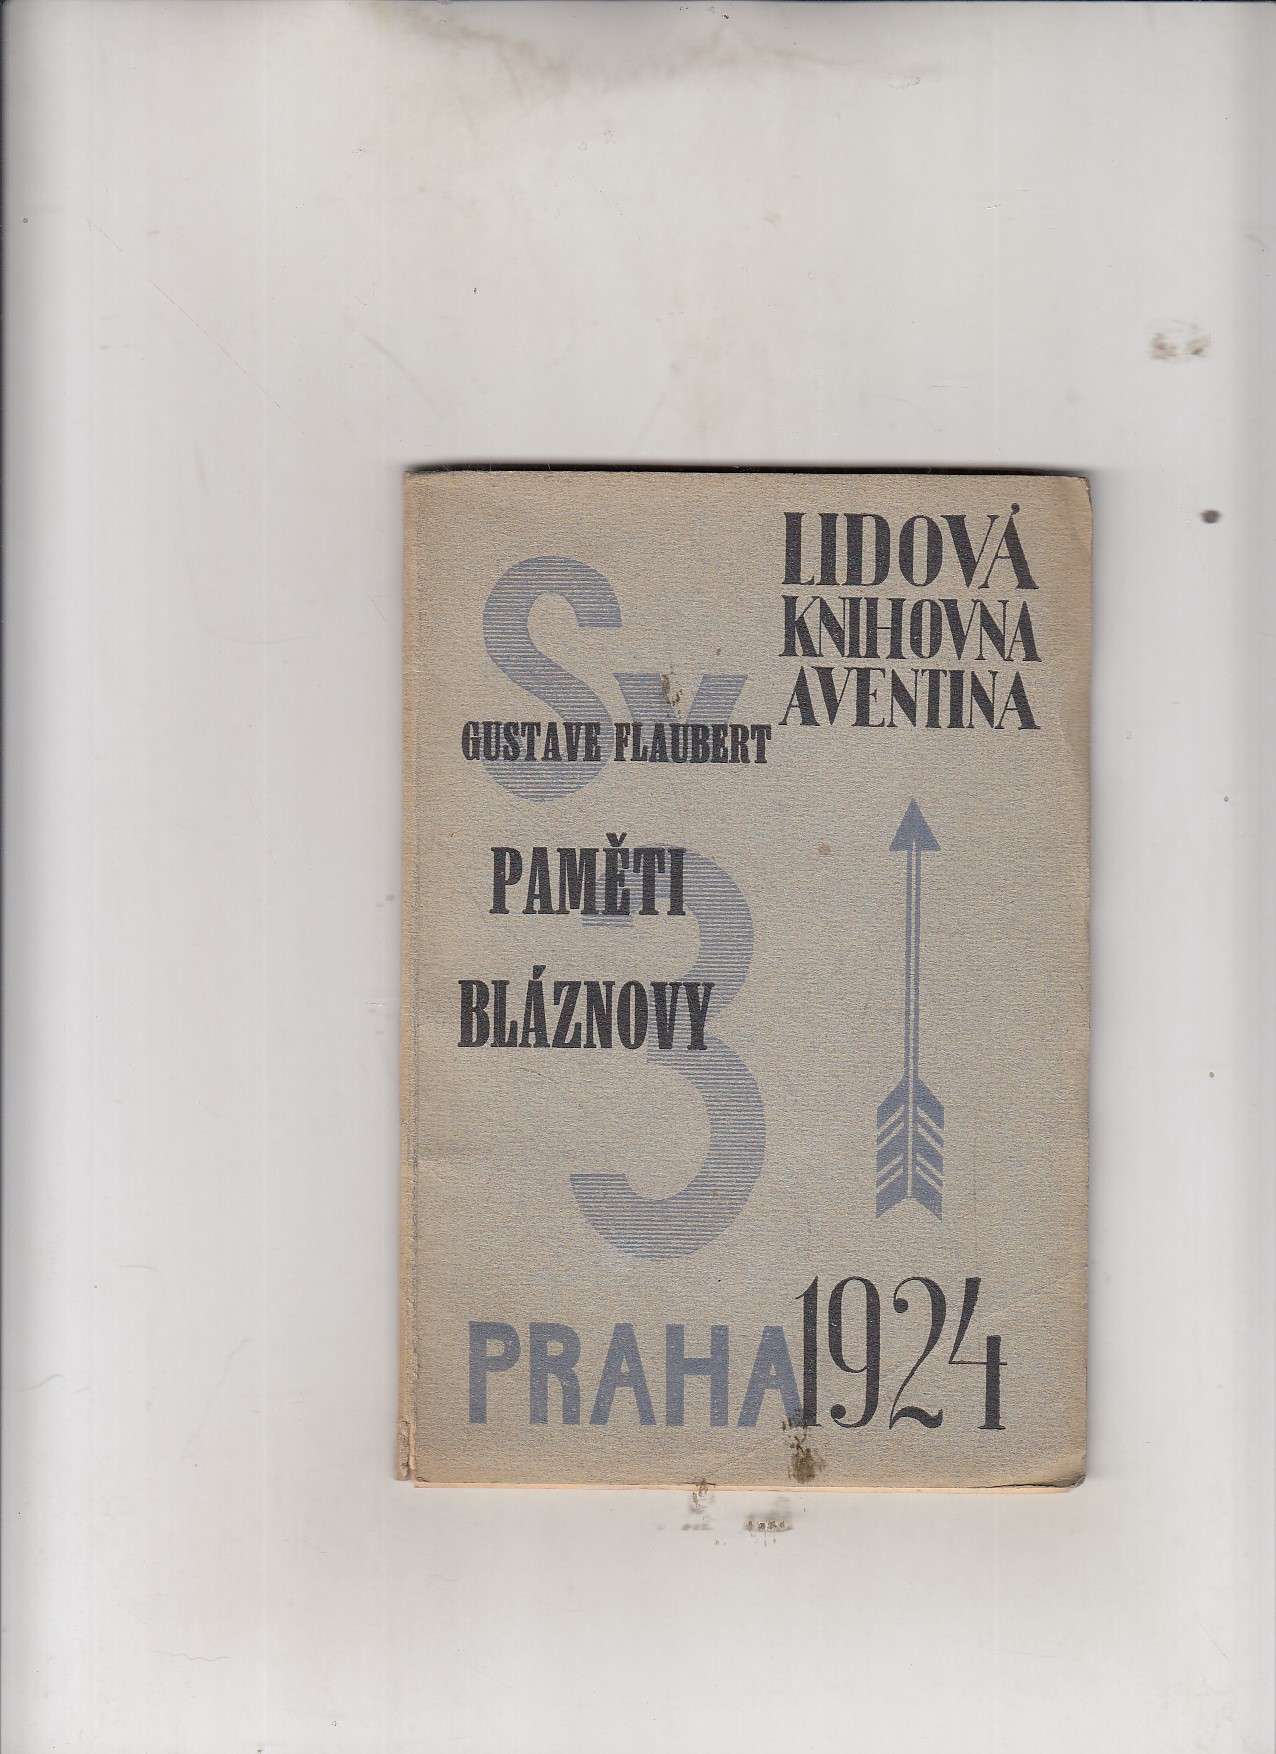 LIDOVÁ
KNIHOVNA
AVENTINA
Sv
GUSTAVE FLAUBERT
PAMĚTI
BLÁZNOVY
3
PRAHA 1924